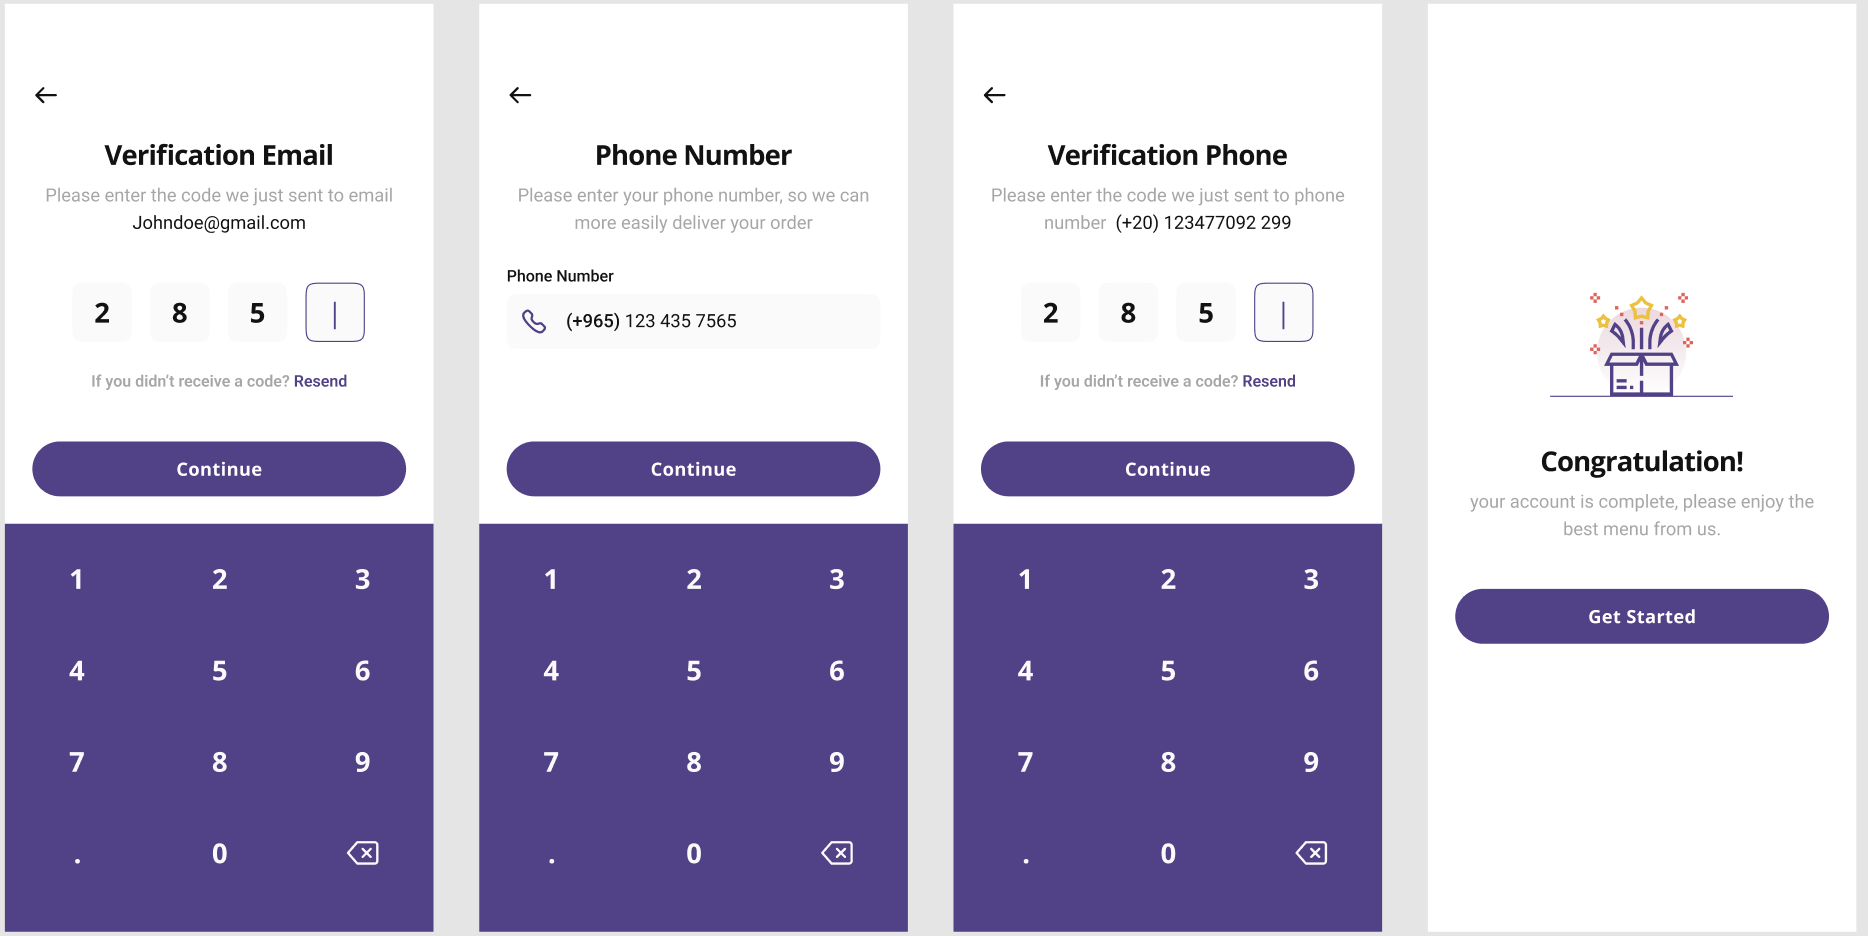 Verification Email
Please enter the code we just sent to email
Johndoe@gmail.com
2 8 5
If you didn't receive a code? Resend
Continue
1 2 3
4 5 6
7 8 9
. 0
Phone Number
Please enter your phone number, so we can
more easily deliver your order
Phone Number
(+965) 123 435 7565
Continue
1 2 3
4 5 6
7 8 9
. 0
Verification Phone
Please enter the code we just sent to phone
number (+20) 123477092 299
2 8 5
If you didn't receive a code? Resend
Continue
1 2 3
4 5 6
7 8 9
. 0
Congratulation!
your account is complete, please enjoy the
best menu from us.
Get Started